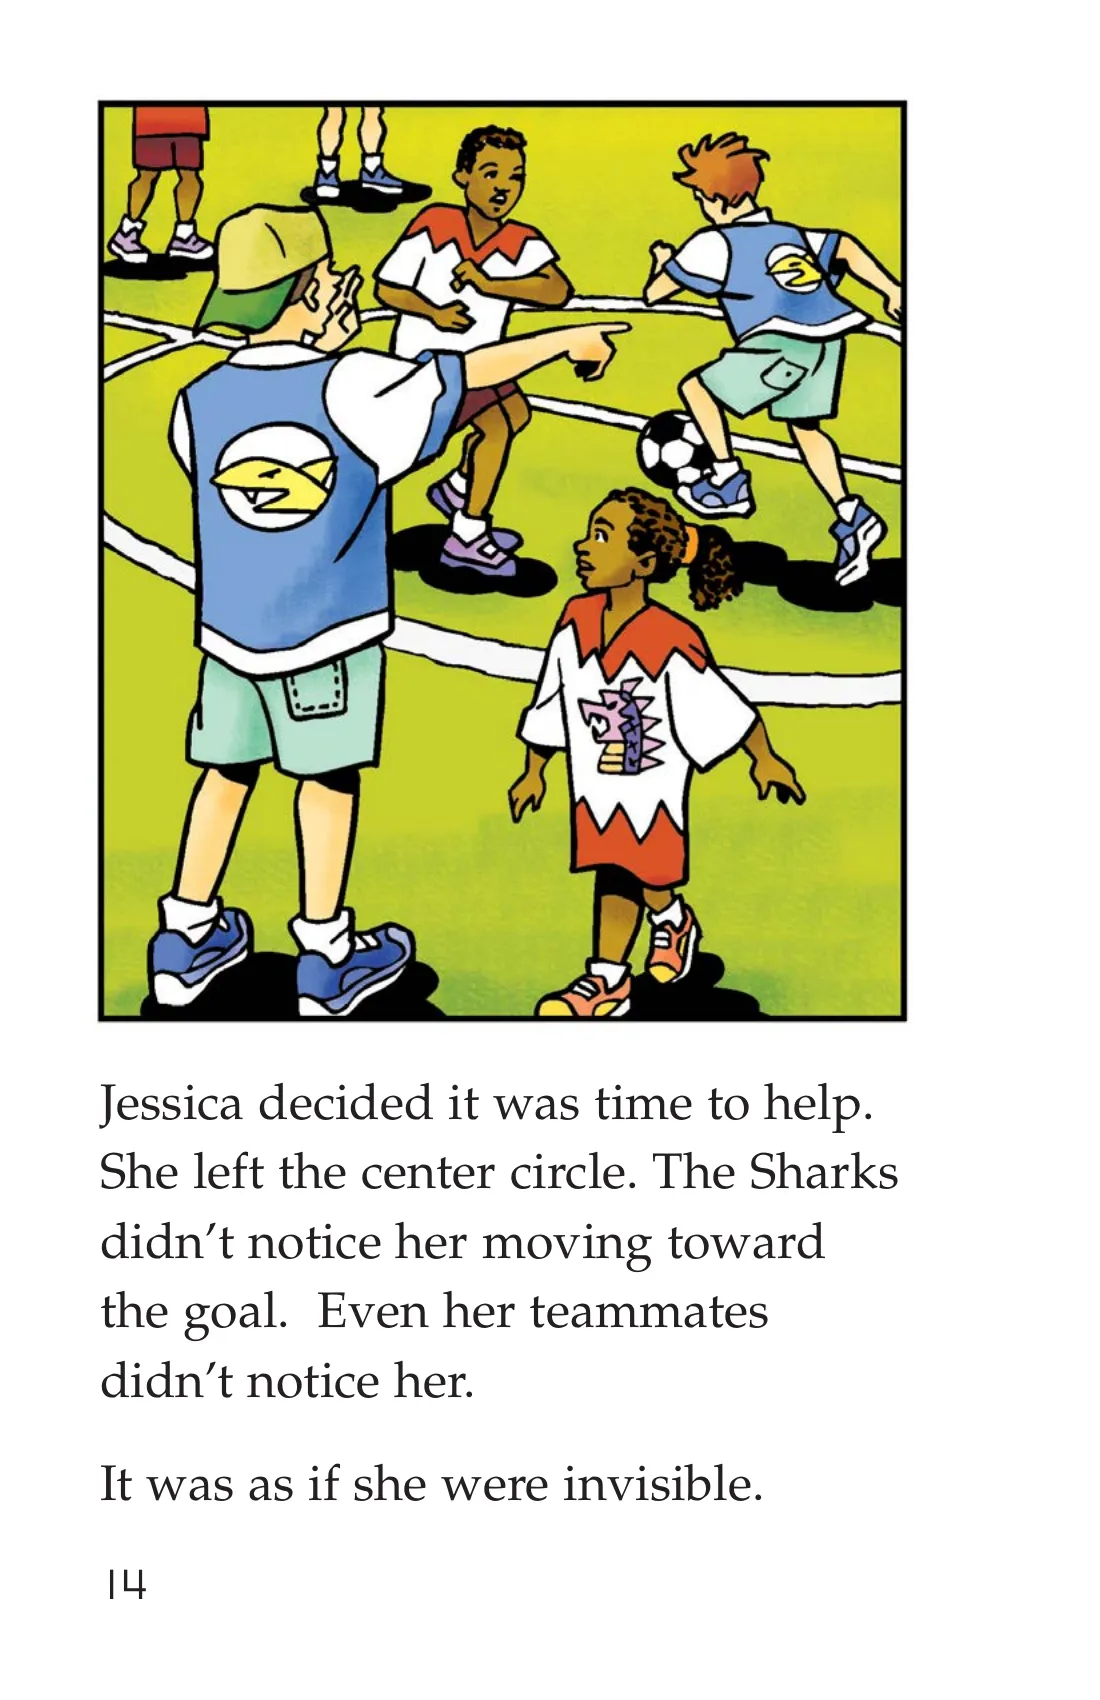 Jessica decided it was time to help.
She left the center circle. The Sharks
didn’t notice her moving toward
the goal.  Even her teammates
didn’t notice her.
It was as if she were invisible.
14